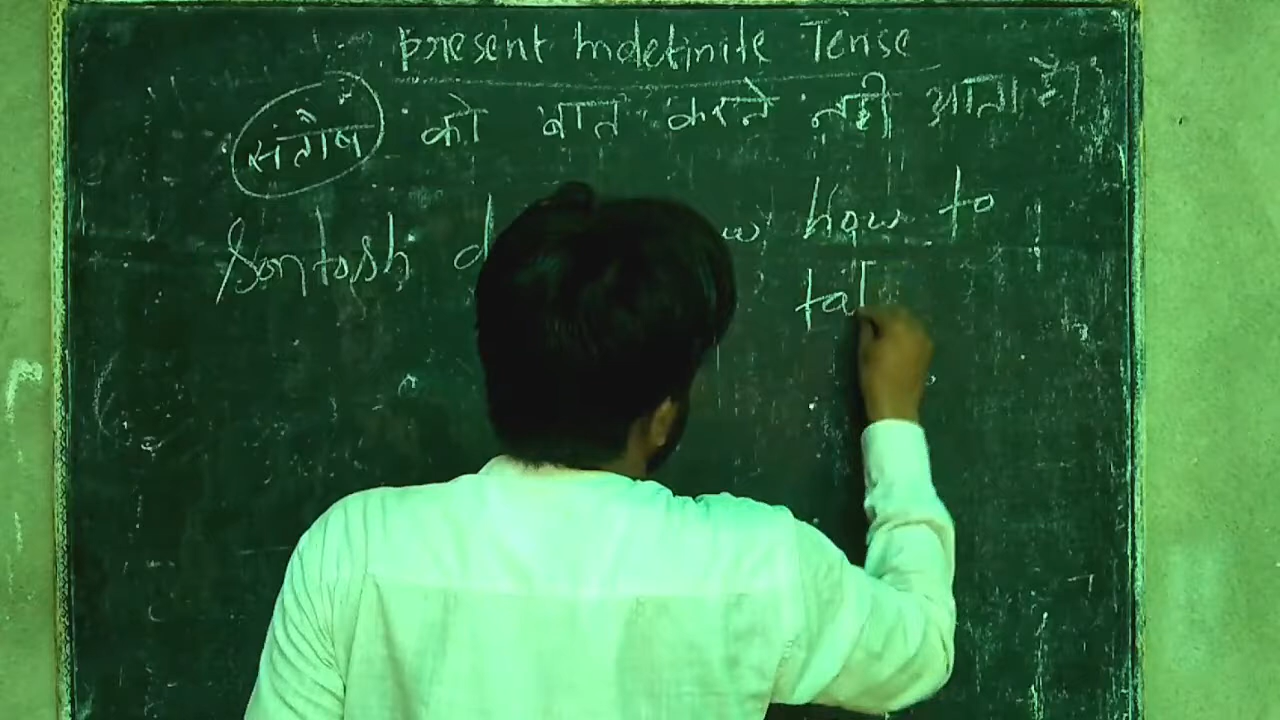 Present Indefinite Tense
संतोष को बात करने नहीं आता है।
Santosh how to
tal